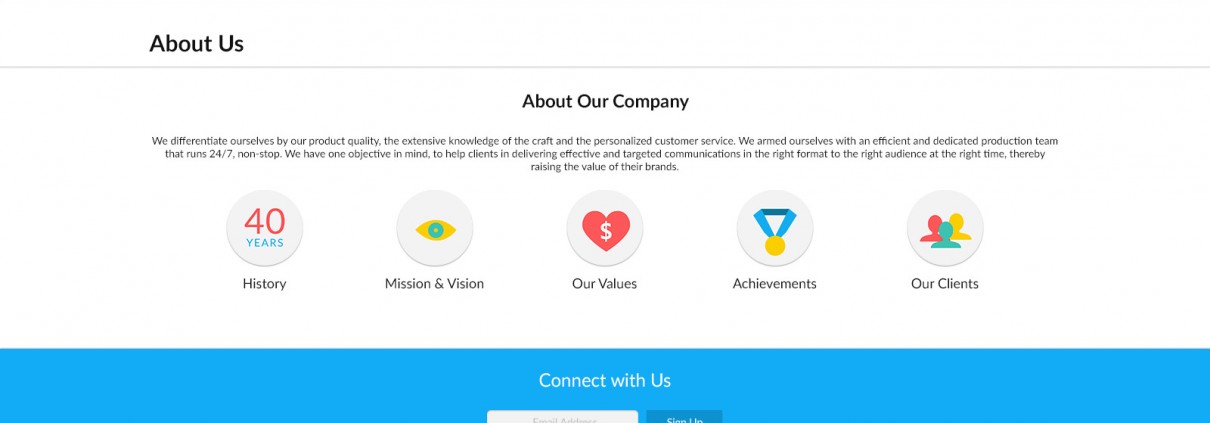 About Us
About Our Company
We differentiate ourselves by our product quality, the extensive knowledge of the craft and the personalized customer service. We armed ourselves with an efficient and dedicated production team
that runs 24/7, non-stop. We have one objective in mind, to help clients in delivering effective and targeted communications in the right format to the right audience at the right time, thereby
raising the value of their brands.
40
YEARS
$
History
Mission & Vision
Our Values
Achievements
Our Clients
Connect with Us
Email Address
Sign Up